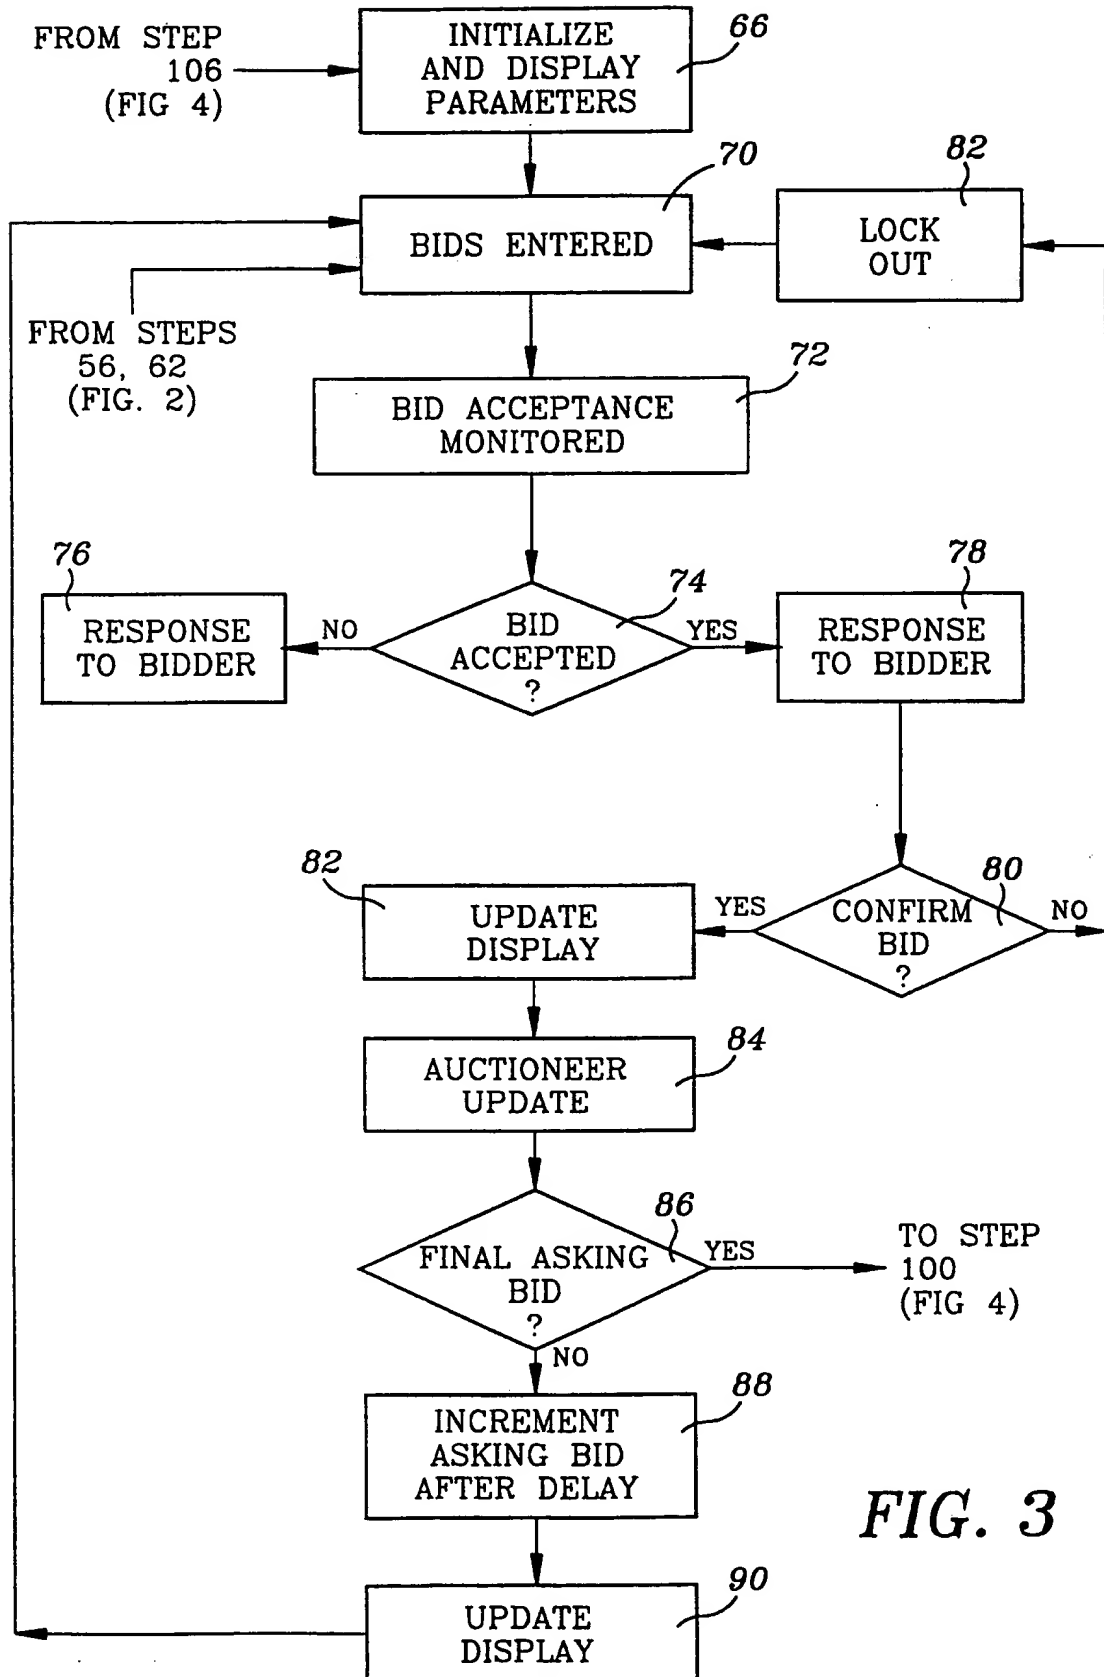 FROM STEP
106
(FIG 4)
INITIALIZE
AND DISPLAY
PARAMETERS
66
70
BIDS ENTERED
82
LOCK
OUT
FROM STEPS
56, 62
(FIG. 2)
72
BID ACCEPTANCE
MONITORED
76
RESPONSE
TO BIDDER
NO
74
BID
ACCEPTED
?
YES
78
RESPONSE
TO BIDDER
82
UPDATE
DISPLAY
YES
80
CONFIRM
BID
?
NO
84
AUCTIONEER
UPDATE
86
FINAL ASKING
BID
?
YES
TO STEP
100
(FIG 4)
NO
88
INCREMENT
ASKING BID
AFTER DELAY
FIG. 3
90
UPDATE
DISPLAY